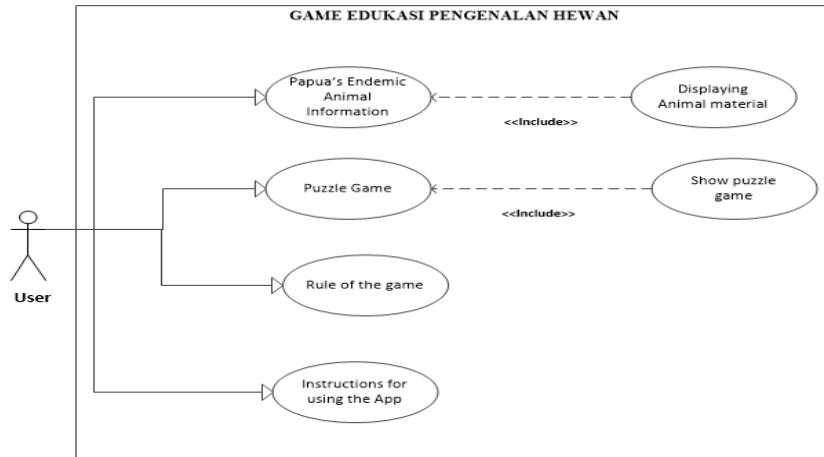 GAME EDUKASI PENGENALAN HEWAN
Papua's Endemic
Animal
Information
<<Include>>
Displaying
Animal material
Puzzle Game
<<Include>>
Show puzzle
game
User
Rule of the game
Instructions for
using the App